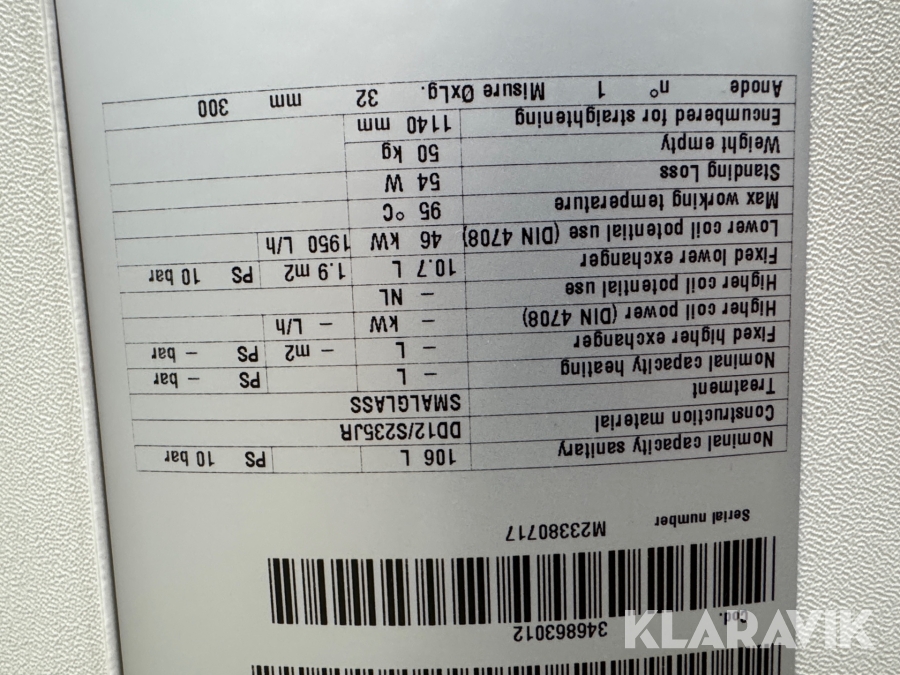 Cod. 346863012
Serial number M23380717
Nominal capacity sanitary 106 L PS 10 bar
Construction material DD12/S235JR
Treatment SMALGLASS
Nominal capacity heating – L PS – bar
Fixed higher exchanger – L – m2 PS – bar
Higher coil power (DIN 4708) – kW – L/h
Higher coil potential use – NL
Fixed lower exchanger 10.7 L 1.9 m2 PS 10 bar
Lower coil potential use (DIN 4708) 46 kW 1950 L/h
Max working temperature 95 °C
Standing Loss 54 W
Weight empty 50 kg
Encumbered for straightening 1140 mm
Anode n° 1 Misure ØxLg. 32 mm 300
KLARAVIK